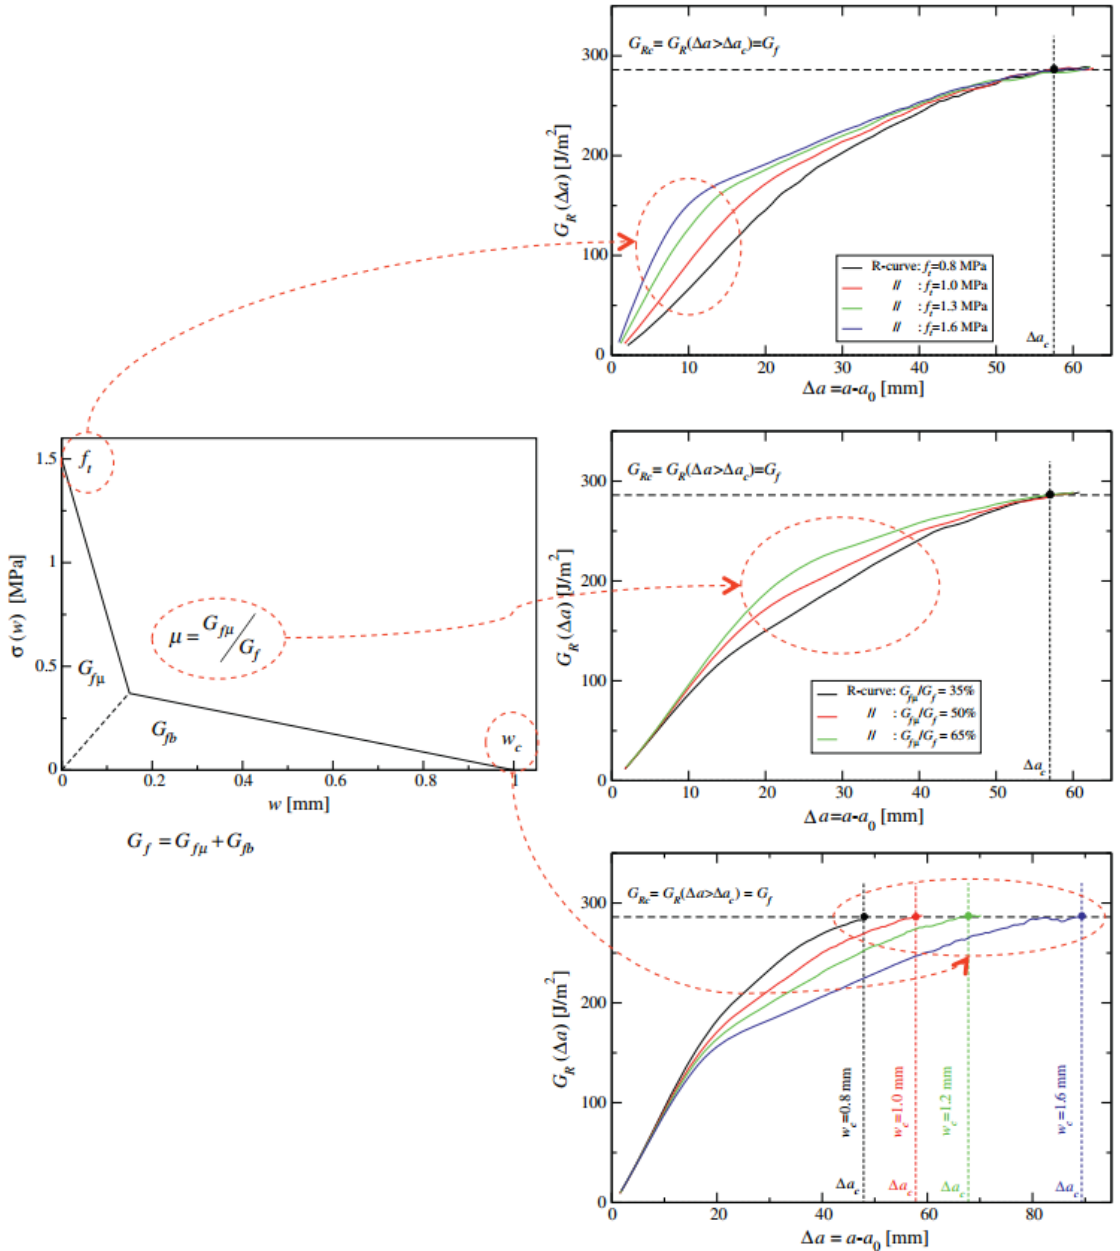 G_Rc = G_R(Δa>Δa_c)=G_f
300
200
100
0
G_R(Δa) [J/m²]
R-curve: f_t=0.8 MPa
〃 : f_t=1.0 MPa
〃 : f_t=1.3 MPa
〃 : f_t=1.6 MPa
Δa_c
0 10 20 30 40 50 60
Δa =a-a₀ [mm]
1.5
1
0.5
0
σ(w) [MPa]
f_t
μ = G_fμ/G_f
G_fμ
G_fb
w_c
0 0.2 0.4 0.6 0.8 1
w [mm]
G_f = G_fμ + G_fb
G_Rc = G_R(Δa>Δa_c)=G_f
300
200
100
0
G_R(Δa) [J/m²]
R-curve: G_fμ/G_f = 35%
〃 : G_fμ/G_f = 50%
〃 : G_fμ/G_f = 65%
Δa_c
0 10 20 30 40 50 60
Δa=a-a₀ [mm]
G_Rc = G_R(Δa>Δa_c) = G_f
300
200
100
0
G_R(Δa) [J/m²]
w_c=0.8 mm
w_c=1.0 mm
w_c=1.2 mm
w_c=1.6 mm
Δa_c
Δa_c
Δa_c
Δa_c
0 20 40 60 80
Δa = a-a₀ [mm]